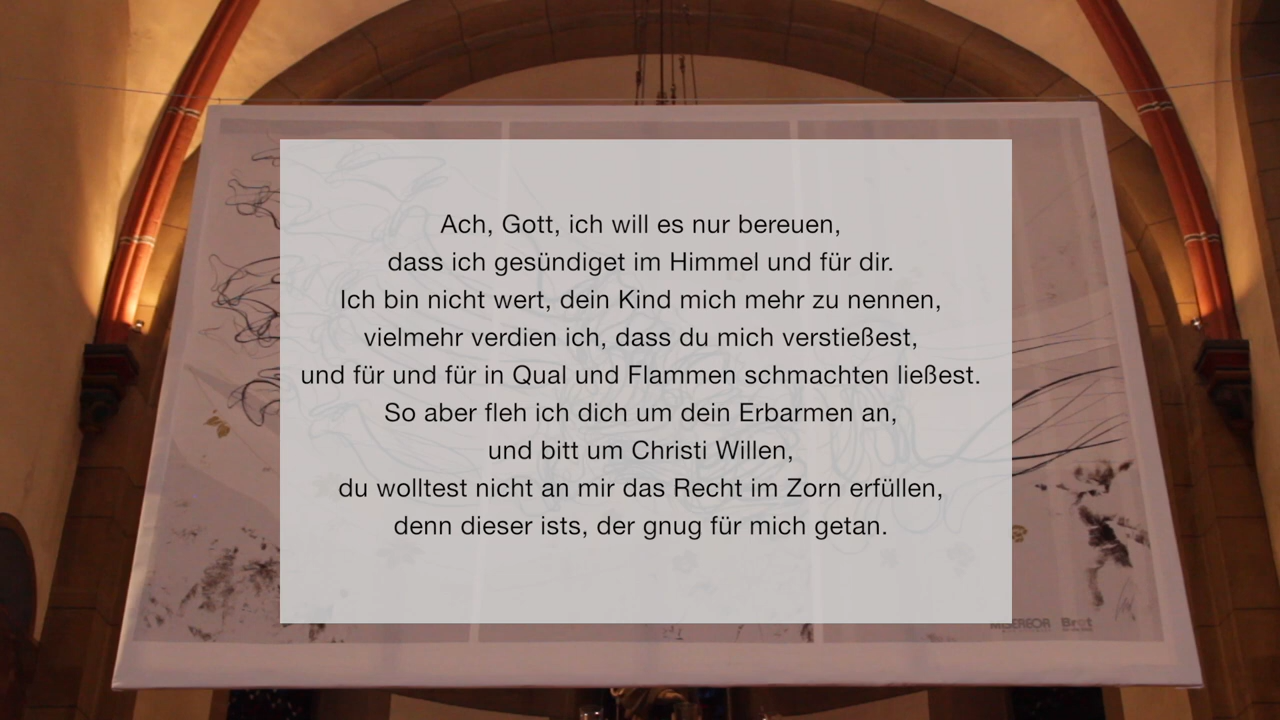 Ach, Gott, ich will es nur bereuen,
dass ich gesündiget im Himmel und für dir.
Ich bin nicht wert, dein Kind mich mehr zu nennen,
vielmehr verdien ich, dass du mich verstießest,
und für und für in Qual und Flammen schmachten ließest.
So aber fleh ich dich um dein Erbarmen an,
und bitt um Christi Willen,
du wolltest nicht an mir das Recht im Zorn erfüllen,
denn dieser ists, der gnug für mich getan.
MISEREOR Brot